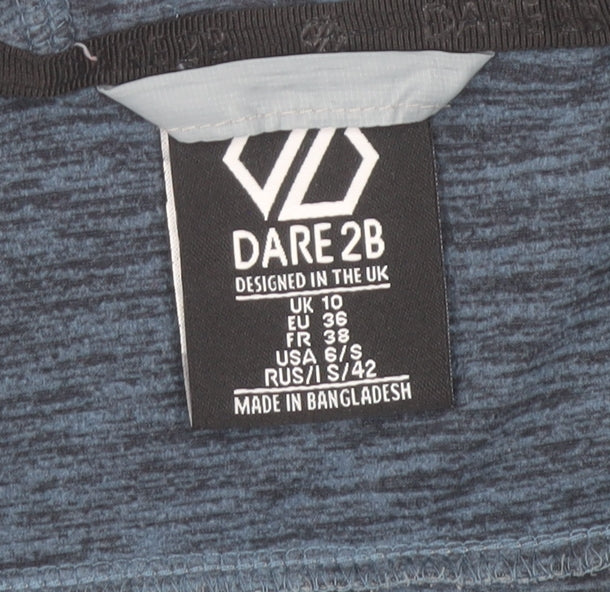 DARE 2B
DESIGNED IN THE UK
UK 10
EU 36
FR 38
USA 6/S
RUS/I S/42
MADE IN BANGLADESH